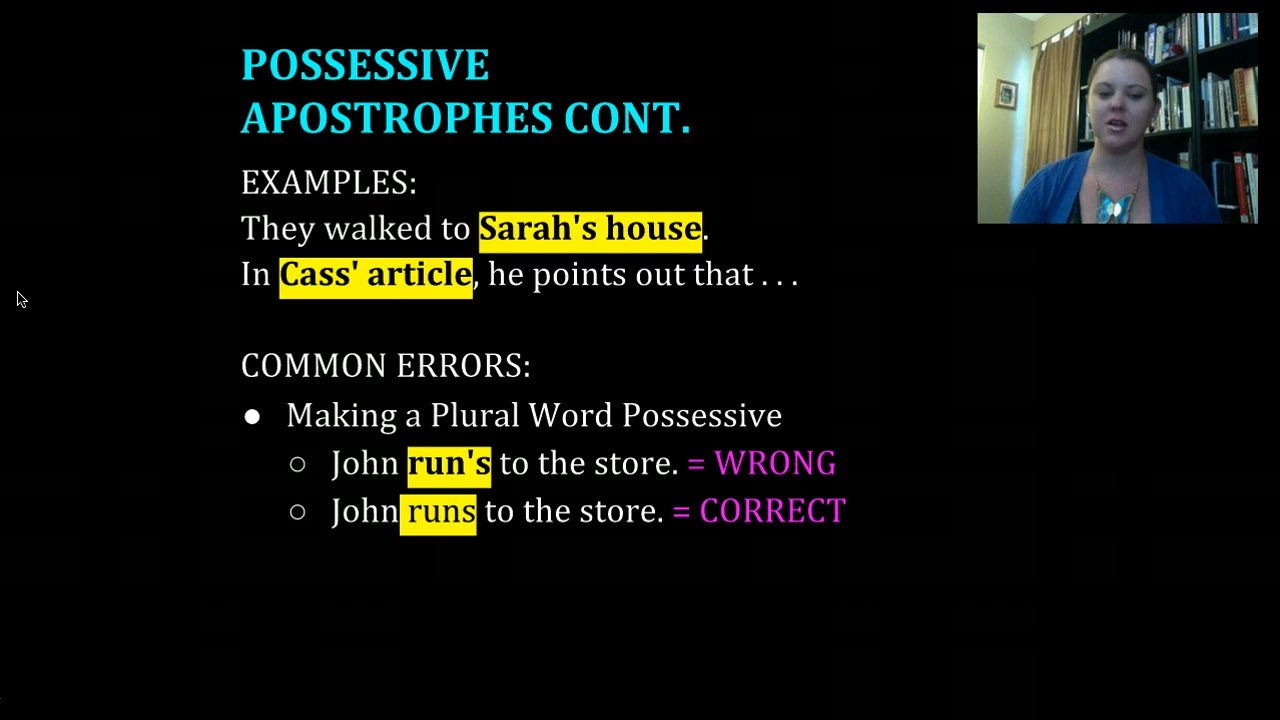 POSSESSIVE
APOSTROPHES CONT.
EXAMPLES:
They walked to Sarah's house.
In Cass' article, he points out that . . .
COMMON ERRORS:
● Making a Plural Word Possessive
○ John run's to the store. = WRONG
○ John runs to the store. = CORRECT